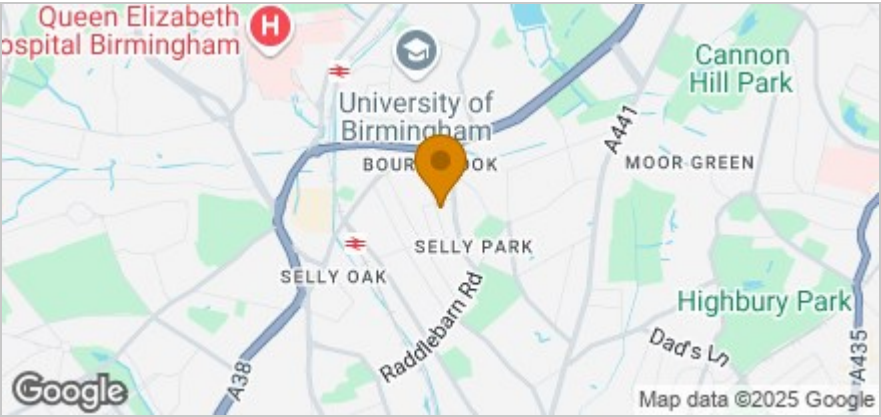 Queen Elizabeth
ospital Birmingham
H
University of
Birmingham
Cannon
Hill Park
A441
MOOR GREEN
SELLY PARK
SELLY OAK
Raddlebarn Rd
Highbury Park
Dad's Ln
A38
A435
Google
Map data ©2025 Google